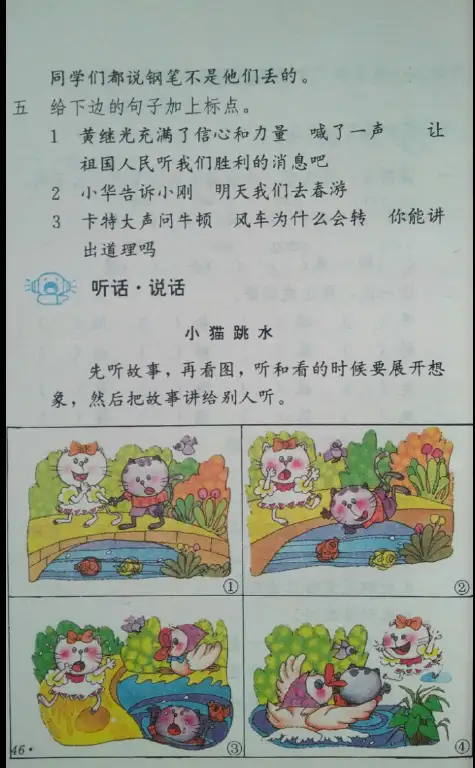 同学们都说钢笔不是他们丢的。
五 给下边的句子加上标点。
1 黄继光充满了信心和力量 喊了一声 让
祖国人民听我们胜利的消息吧
2 小华告诉小刚 明天我们去春游
3 卡特大声问牛顿 风车为什么会转 你能讲
出道理吗
听话·说话
小猫跳水
先听故事，再看图，听和看的时候要展开想
象，然后把故事讲给别人听。
①
②
③
④
46·